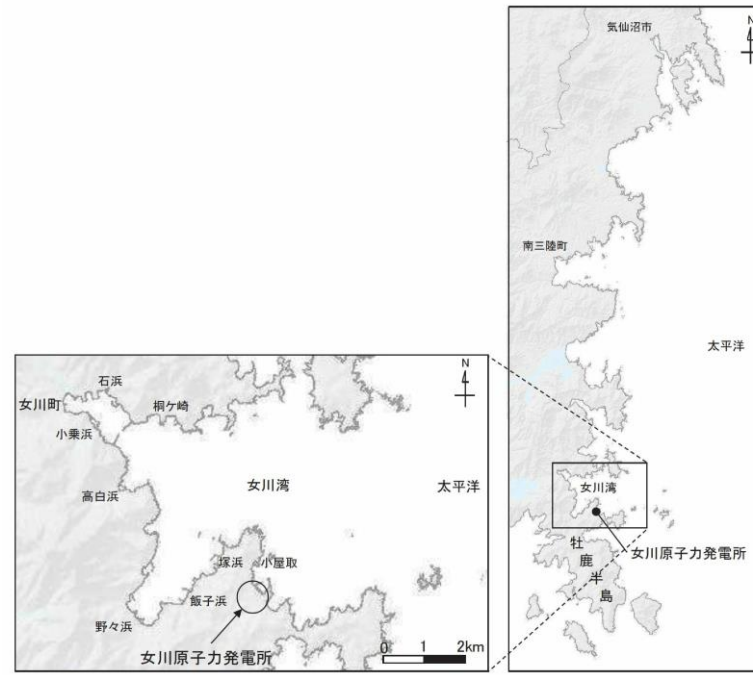 気仙沼市
N
南三陸町
太平洋
女川湾
女川原子力発電所
牡鹿半島
N
石浜
女川町
桐ケ崎
小乗浜
高白浜
女川湾
太平洋
塚浜
小屋取
飯子浜
野々浜
女川原子力発電所
0 1 2km